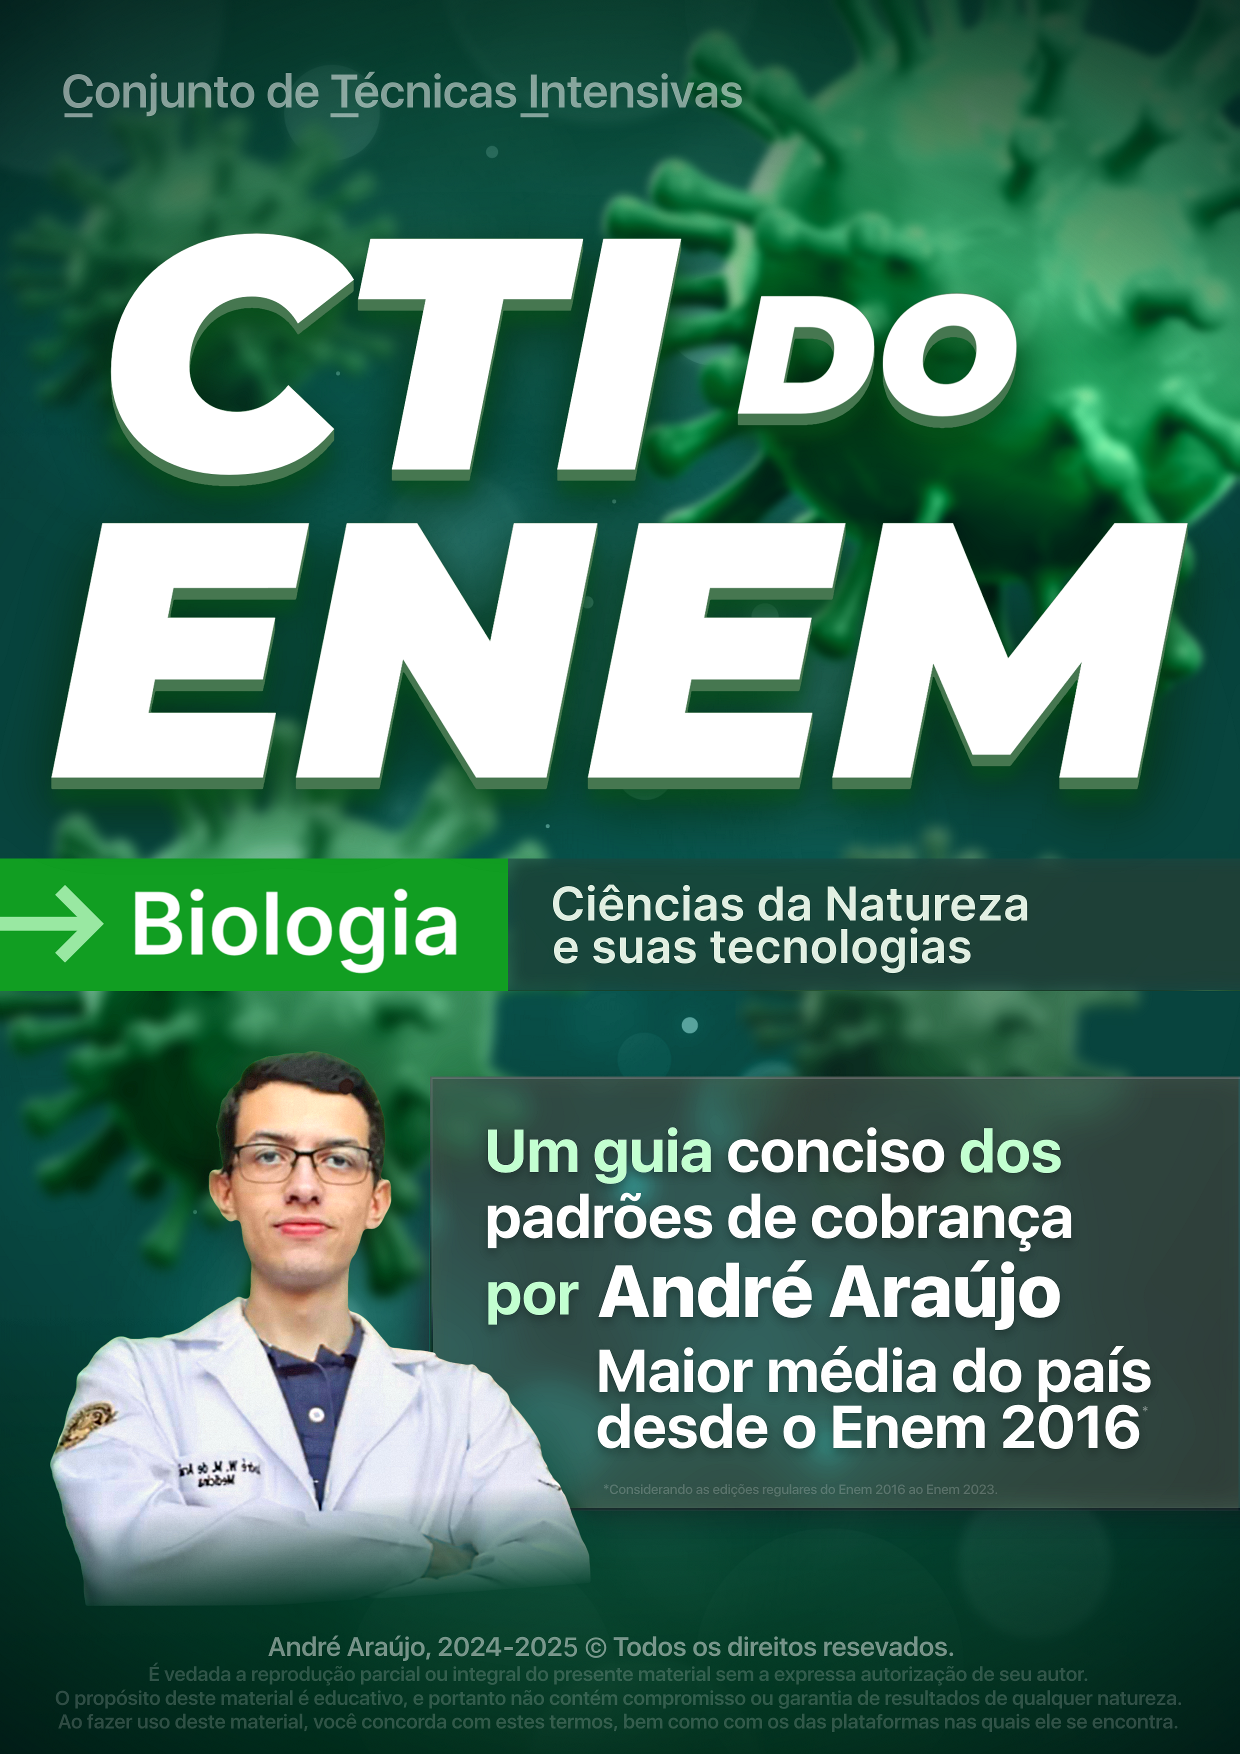 Conjunto de Técnicas Intensivas
CTI DO
ENEM
Biologia
Ciências da Natureza
e suas tecnologias
Um guia conciso dos
padrões de cobrança
por André Araújo
Maior média do país
desde o Enem 2016*
*Considerando as edições regulares do Enem 2016 ao Enem 2023.
André Araújo, 2024-2025 © Todos os direitos resevados.
É vedada a reprodução parcial ou integral do presente material sem a expressa autorização de seu autor.
O propósito deste material é educativo, e portanto não contém compromisso ou garantia de resultados de qualquer natureza.
Ao fazer uso deste material, você concorda com estes termos, bem como com os das plataformas nas quais ele se encontra.